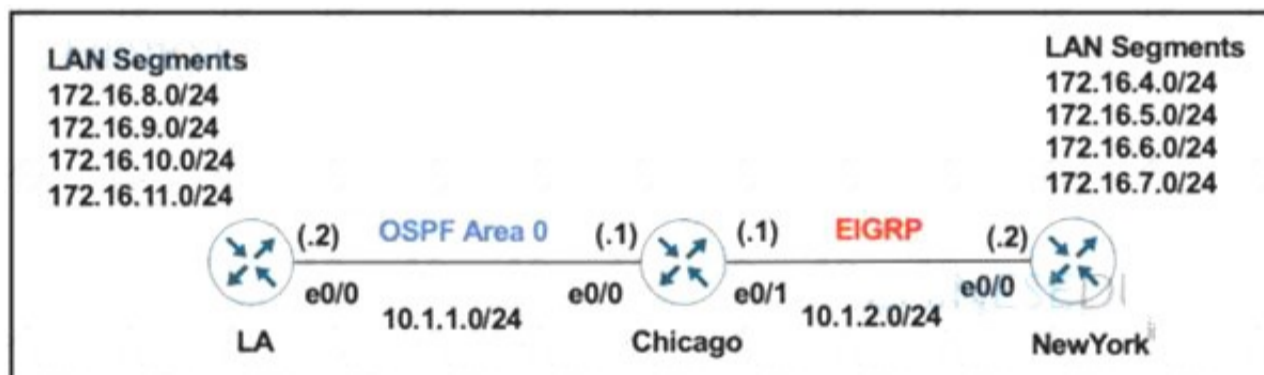 LAN Segments
172.16.8.0/24
172.16.9.0/24
172.16.10.0/24
172.16.11.0/24
LAN Segments
172.16.4.0/24
172.16.5.0/24
172.16.6.0/24
172.16.7.0/24
(.2) OSPF Area 0 (.1) (.1) EIGRP (.2)
e0/0 e0/0 e0/1 e0/0
10.1.1.0/24 10.1.2.0/24
LA Chicago NewYork